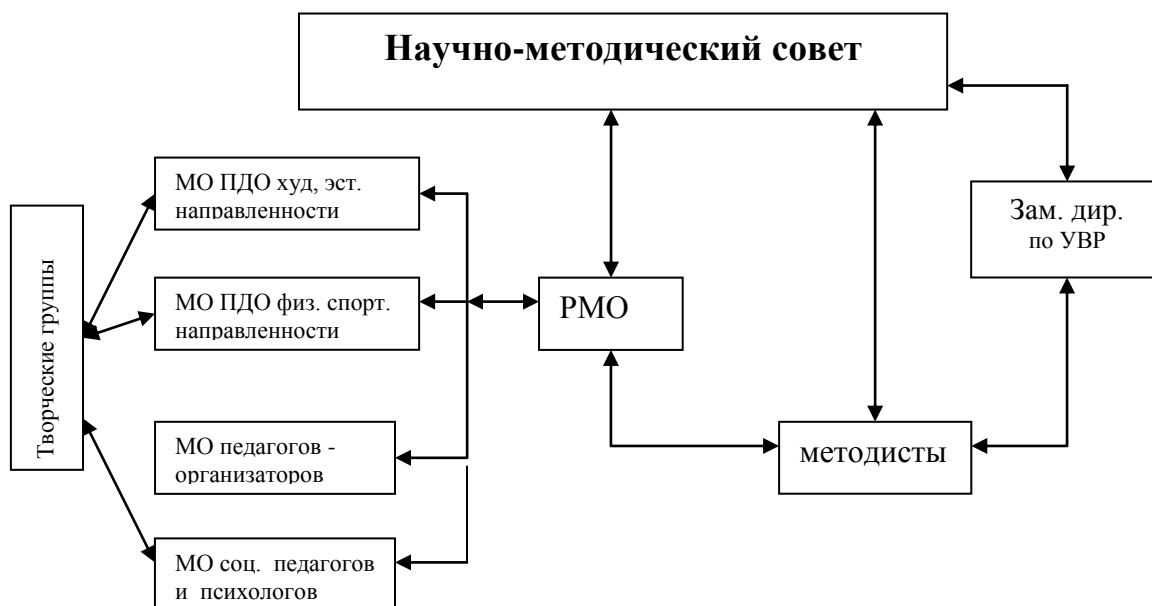 Научно-методический совет
МО ПДО худ, эст.
направленности
Зам. дир.
по УВР
Творческие группы
МО ПДО физ. спорт.
направленности
РМО
МО педагогов -
организаторов
методисты
МО соц. педагогов
и психологов